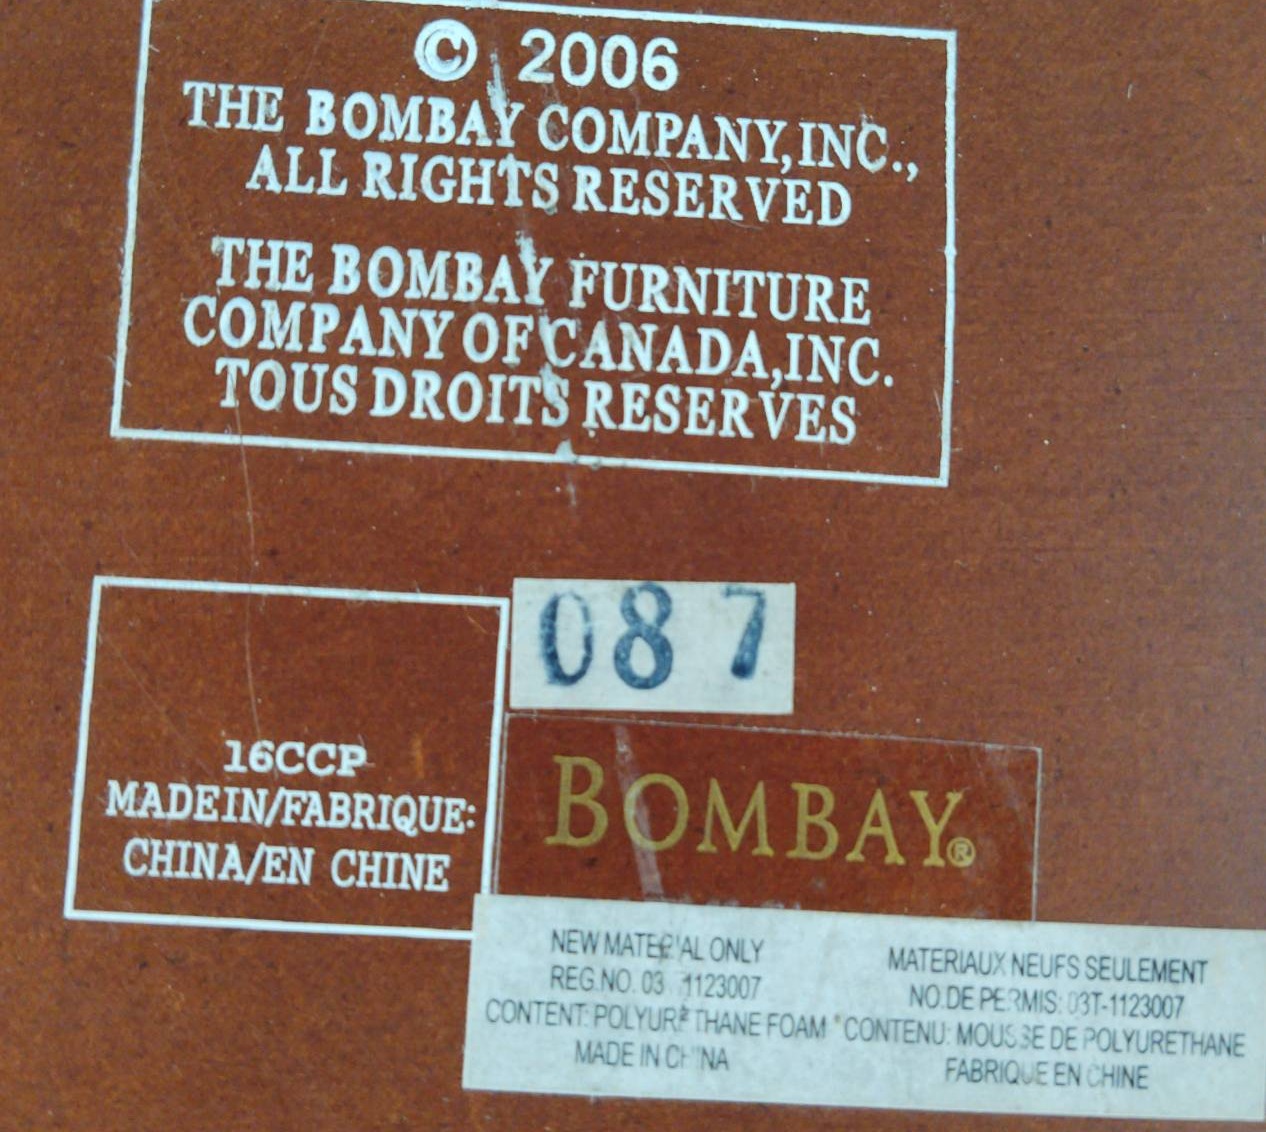 © 2006
THE BOMBAY COMPANY, INC.,
ALL RIGHTS RESERVED
THE BOMBAY FURNITURE
COMPANY OF CANADA, INC.
TOUS DROITS RESERVES
087
16CCP
MADE IN/FABRIQUE:
CHINA/EN CHINE
BOMBAY®
NEW MATERIAL ONLY
REG.NO. 03 1123007
CONTENT: POLYURETHANE FOAM
MADE IN CHINA
MATERIAUX NEUFS SEULEMENT
NO.DE PERMIS: 03T-1123007
CONTENU: MOUSSE DE POLYURETHANE
FABRIQUE EN CHINE